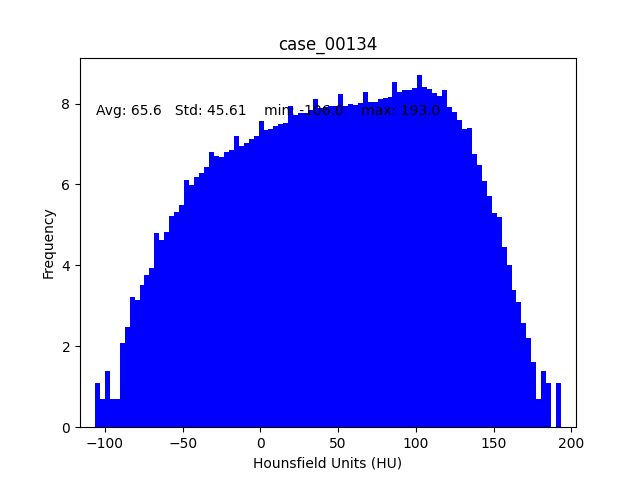 case_00134
Avg: 65.6 Std: 45.61 min: -106.0 max: 193.0
8
6
4
2
0
Frequency
−100 −50 0 50 100 150 200
Hounsfield Units (HU)